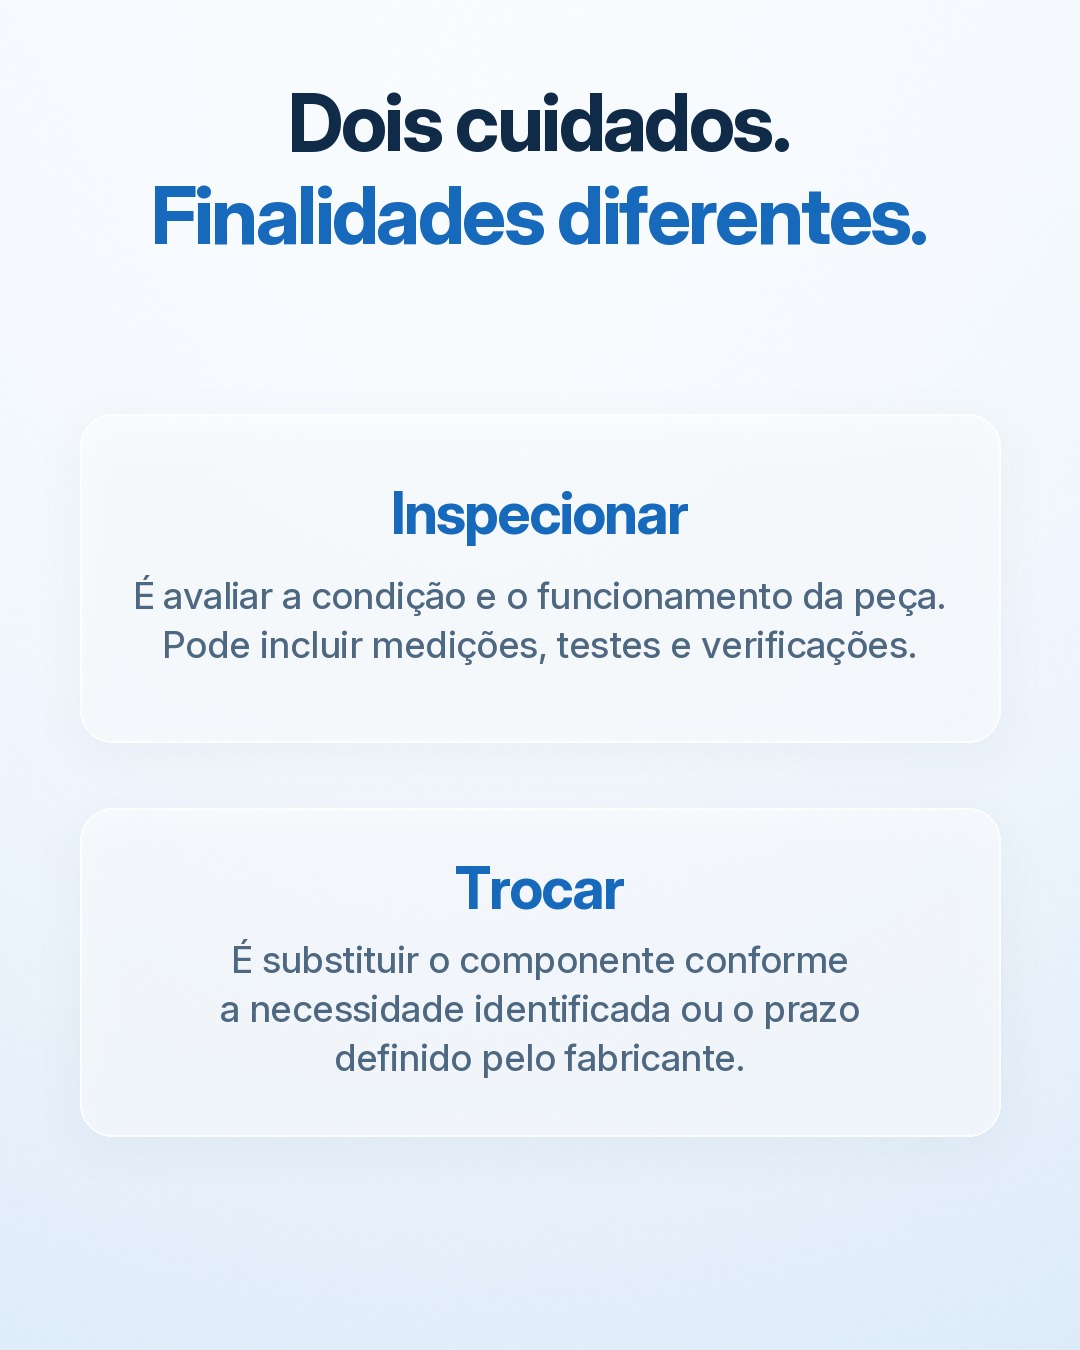 Dois cuidados.
Finalidades diferentes.
Inspecionar
É avaliar a condição e o funcionamento da peça.
Pode incluir medições, testes e verificações.
Trocar
É substituir o componente conforme
a necessidade identificada ou o prazo
definido pelo fabricante.